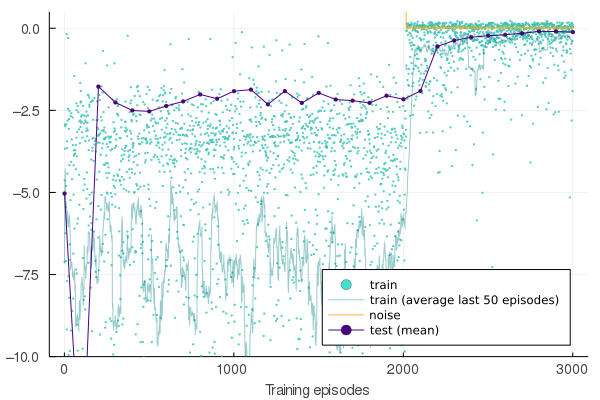 0.0
−2.5
−5.0
−7.5
−10.0
0
1000
2000
3000
Training episodes
train
train (average last 50 episodes)
noise
test (mean)